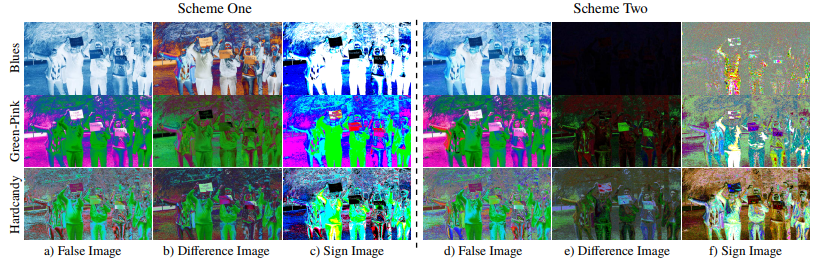 Scheme One
Scheme Two
Blues
Green-Pink
Hardcandy
a) False Image
b) Difference Image
c) Sign Image
d) False Image
e) Difference Image
f) Sign Image